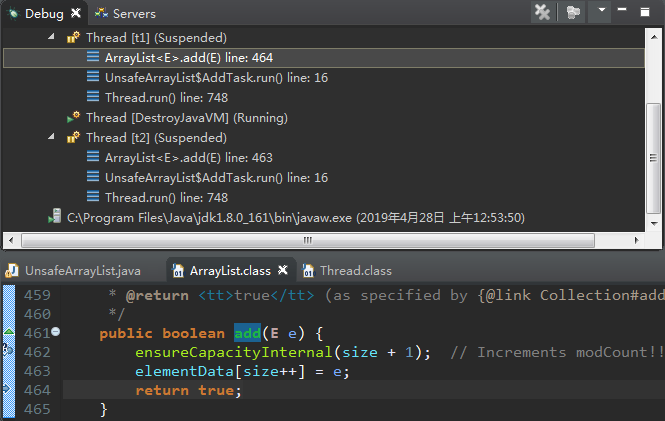 Debug Servers
Thread [t1] (Suspended)
ArrayList<E>.add(E) line: 464
UnsafeArrayList$AddTask.run() line: 16
Thread.run() line: 748
Thread [DestroyJavaVM] (Running)
Thread [t2] (Suspended)
ArrayList<E>.add(E) line: 463
UnsafeArrayList$AddTask.run() line: 16
Thread.run() line: 748
C:\Program Files\Java\jdk1.8.0_161\bin\javaw.exe (2019年4月28日 上午12:53:50)
UnsafeArrayList.java ArrayList.class Thread.class
459 * @return <tt>true</tt> (as specified by {@link Collection#add
460 */
461 public boolean add(E e) {
462 ensureCapacityInternal(size + 1); // Increments modCount!!
463 elementData[size++] = e;
464 return true;
465 }